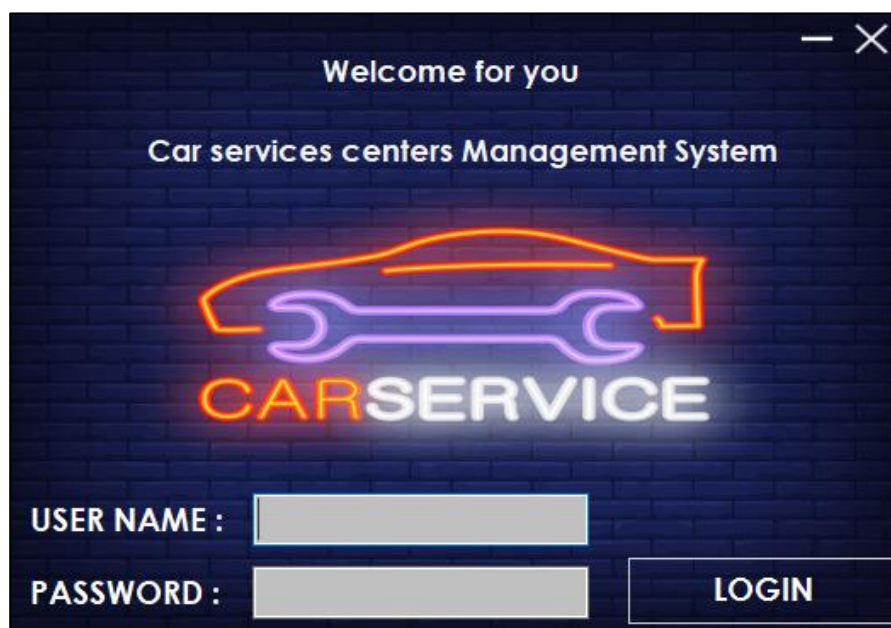 Welcome for you
Car services centers Management System
CARSERVICE
USER NAME :
PASSWORD :
LOGIN